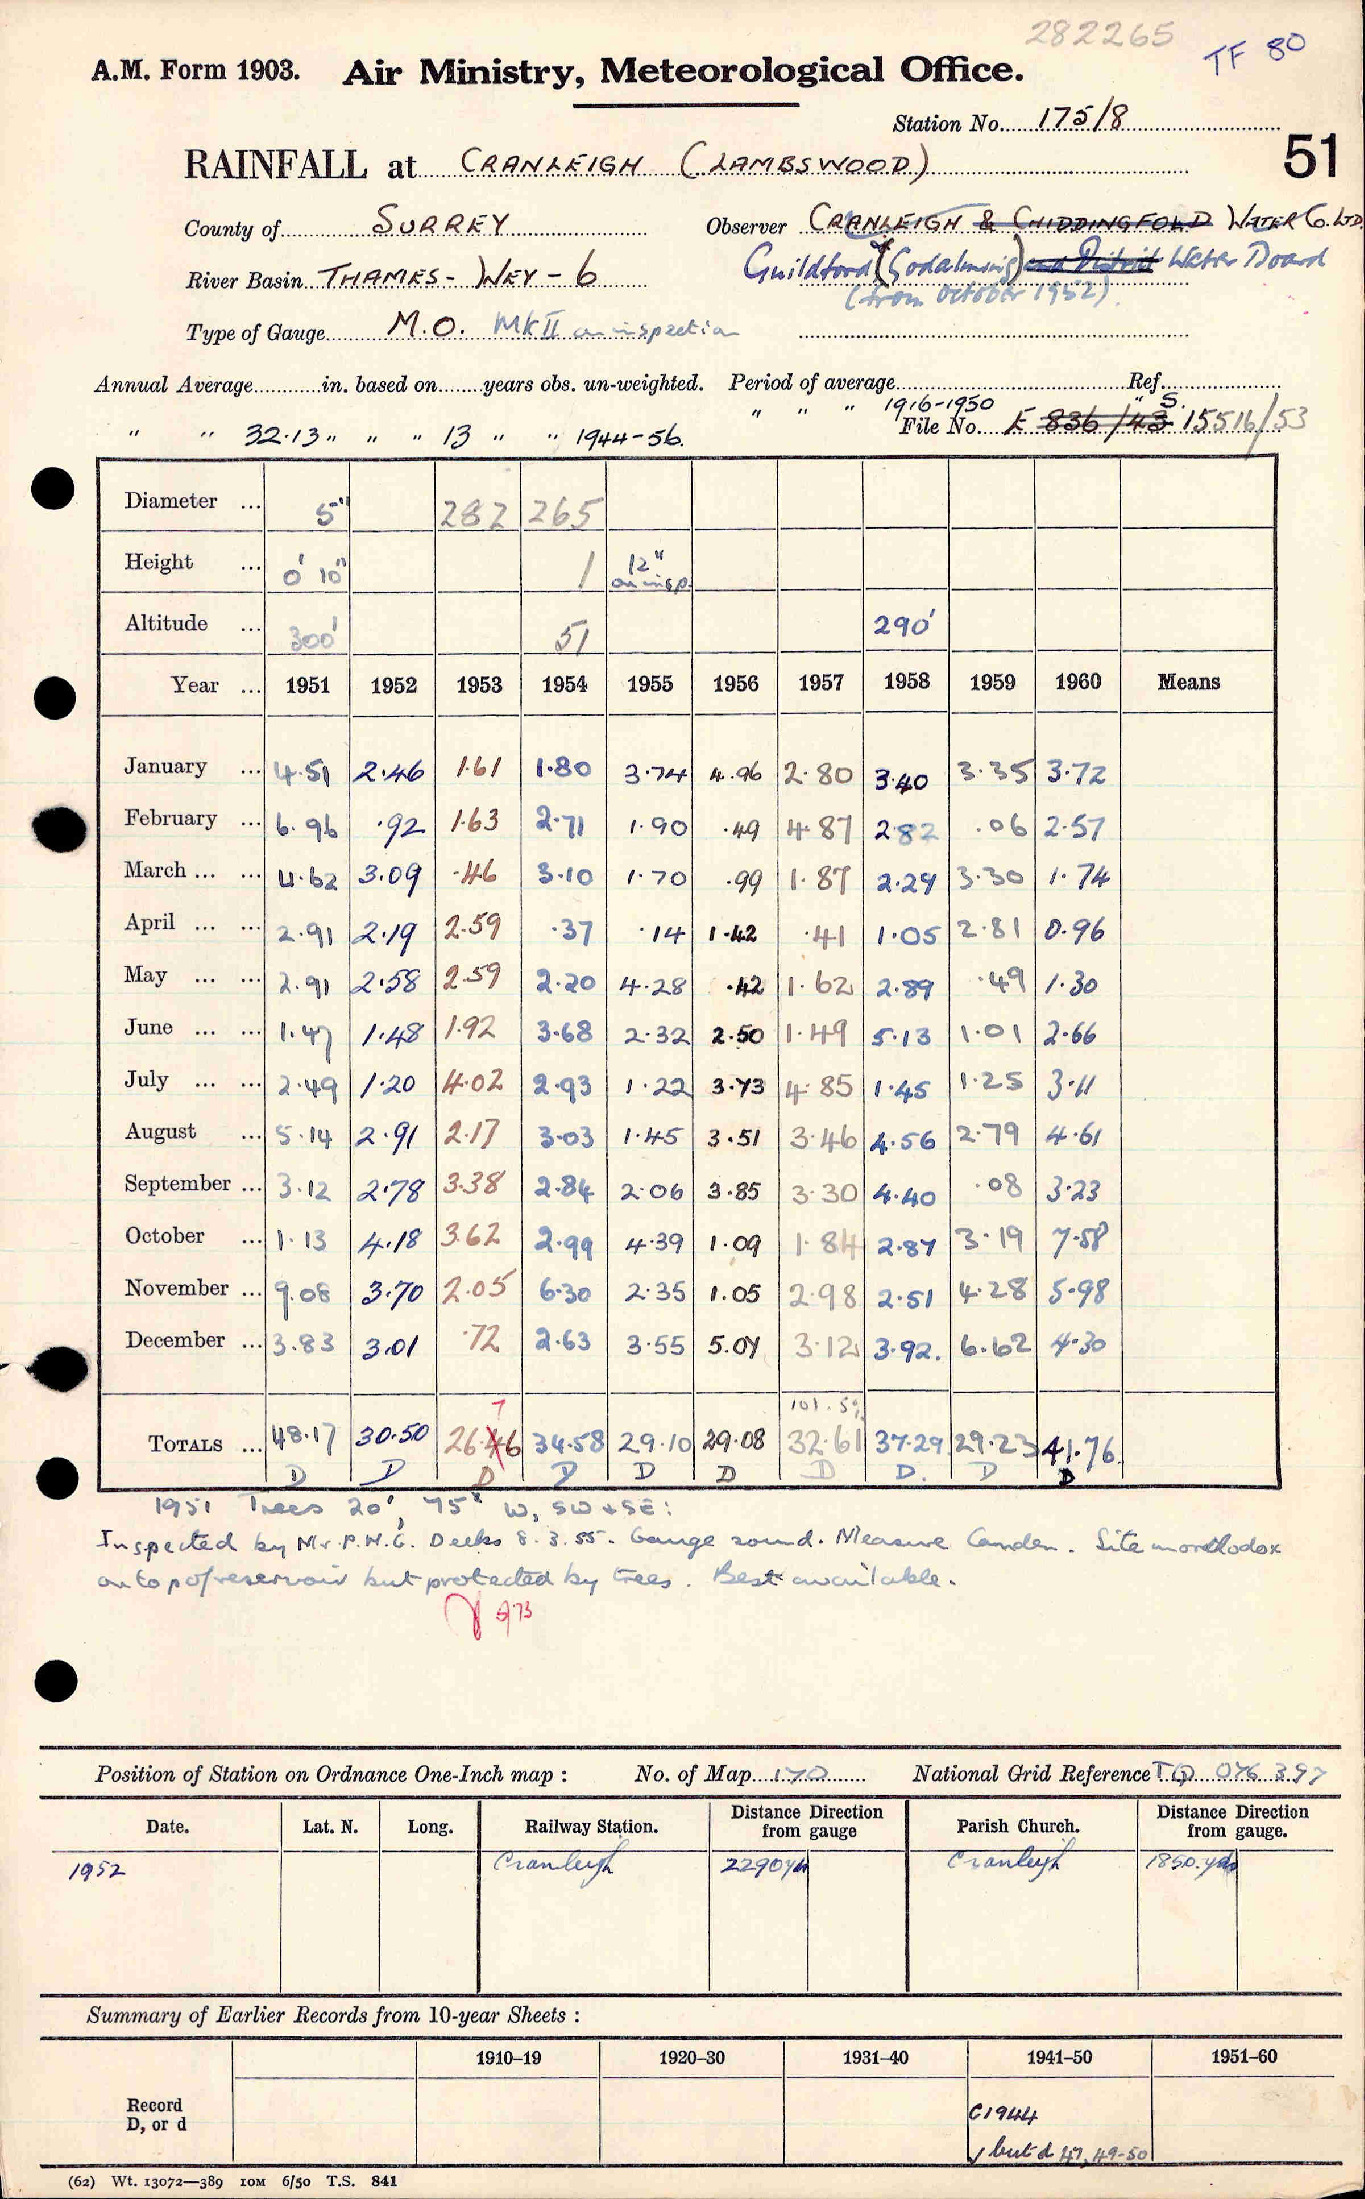 282265
TF 80
A.M. Form 1903. Air Ministry, Meteorological Office.
Station No. 175/8
51
RAINFALL at CRANLEIGH (LAMBSWOOD)
County of SURREY Observer CRANLEIGH & CHIDDINGFOLD WATER Co. LTD.
River Basin THAMES - WEY - 6 Guildford & (Godalming) and District Water Board
(from October 1952)
Type of Gauge M.O. MK II on inspection
Annual Average in. based on years obs. un-weighted. Period of average Ref.
" " 32.13 " " " 13 " " 1944-56. " " " 1916-1950 " S.
File No. E 836/43 15516/53
Diameter ... 5" 282 265
Height ... 0' 10" 1 12" on insp.
Altitude ... 300' 51 290'
Year ... 1951 1952 1953 1954 1955 1956 1957 1958 1959 1960 Means
January ... 4.51 2.46 1.61 1.80 3.74 4.96 2.80 3.40 3.35 3.72
February ... 6.96 .92 1.63 2.71 1.90 .49 4.87 2.82 .06 2.57
March ... ... 4.62 3.09 .46 3.10 1.70 .99 1.87 2.29 3.30 1.74
April ... ... 2.91 2.19 2.59 .37 .14 1.42 .41 1.05 2.81 0.96
May ... ... 2.91 2.58 2.59 2.20 4.28 .42 1.62 2.89 .49 1.30
June ... ... 1.47 1.48 1.92 3.68 2.32 2.50 1.49 5.13 1.01 2.66
July ... ... 2.49 1.20 4.02 2.93 1.22 3.73 4.85 1.45 1.25 3.11
August ... 5.14 2.91 2.17 3.03 1.45 3.51 3.46 4.56 2.79 4.61
September ... 3.12 2.78 3.38 2.84 2.06 3.85 3.30 4.40 .08 3.23
October ... 1.13 4.18 3.62 2.99 4.39 1.09 1.84 2.87 3.19 7.58
November ... 9.08 3.70 2.05 6.30 2.35 1.05 2.98 2.51 4.28 5.98
December ... 3.83 3.01 .72 2.63 3.55 5.07 3.12 3.92. 6.62 4.30
7 101.5%
TOTALS ... 48.17 30.50 26.46 34.58 29.10 29.08 32.61 37.29 29.23 41.76
D D D D D D D D. D D
1951 Trees 20', 75° W, SW & SE:
Inspected by Mr. P.H.G. Deeks 8.3.55. Gauge sound. Measure Camden. Site unorthodox
on top of reservoir but protected by trees. Best available.
9/73
Position of Station on Ordnance One-Inch map : No. of Map 170 National Grid Reference TQ 076 397
Date. Lat. N. Long. Railway Station. Distance Direction from gauge Parish Church. Distance Direction from gauge.
1952 Cranleigh 2290 yds Cranleigh 1850 yds
Summary of Earlier Records from 10-year Sheets :
1910–19 1920–30 1931–40 1941–50 1951–60
Record
D, or d
C1944
but d 47, 49-50
(62) Wt. 13072—389 10M 6/50 T.S. 841